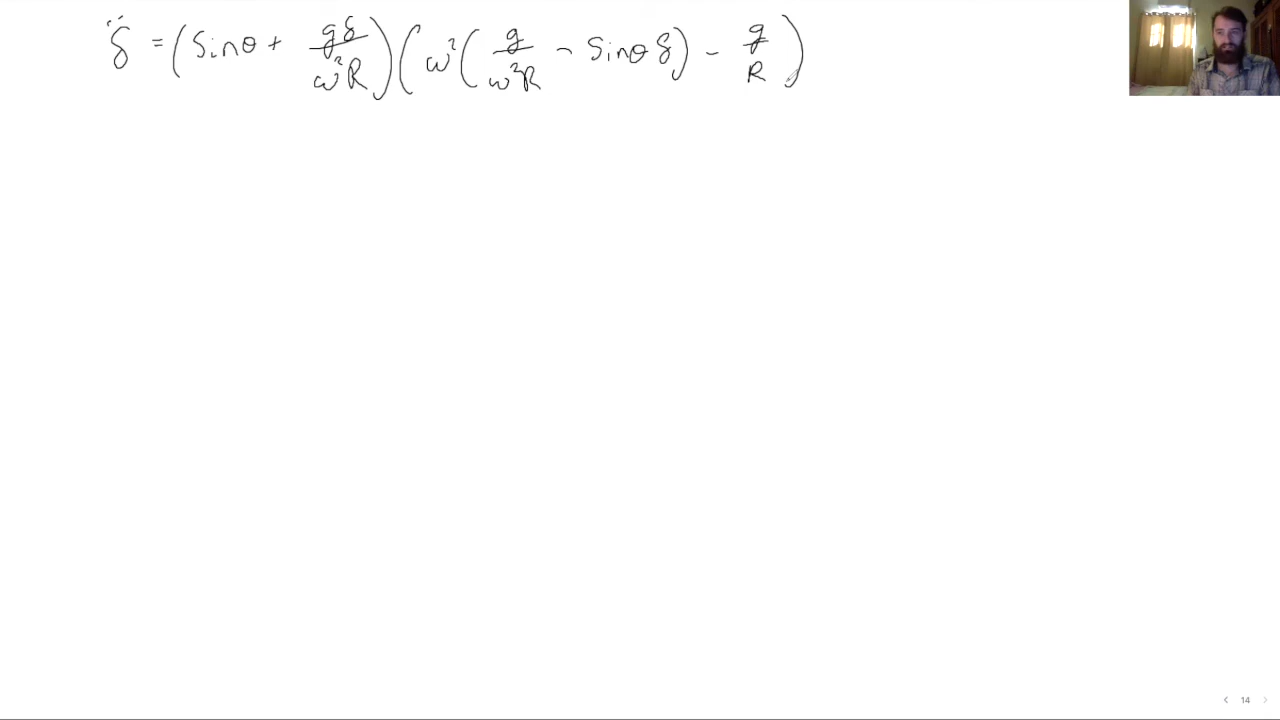 δ̈ = (sinθ + gδ/ω²R)(ω²(g/ω²R - sinθ δ) - g/R)
14